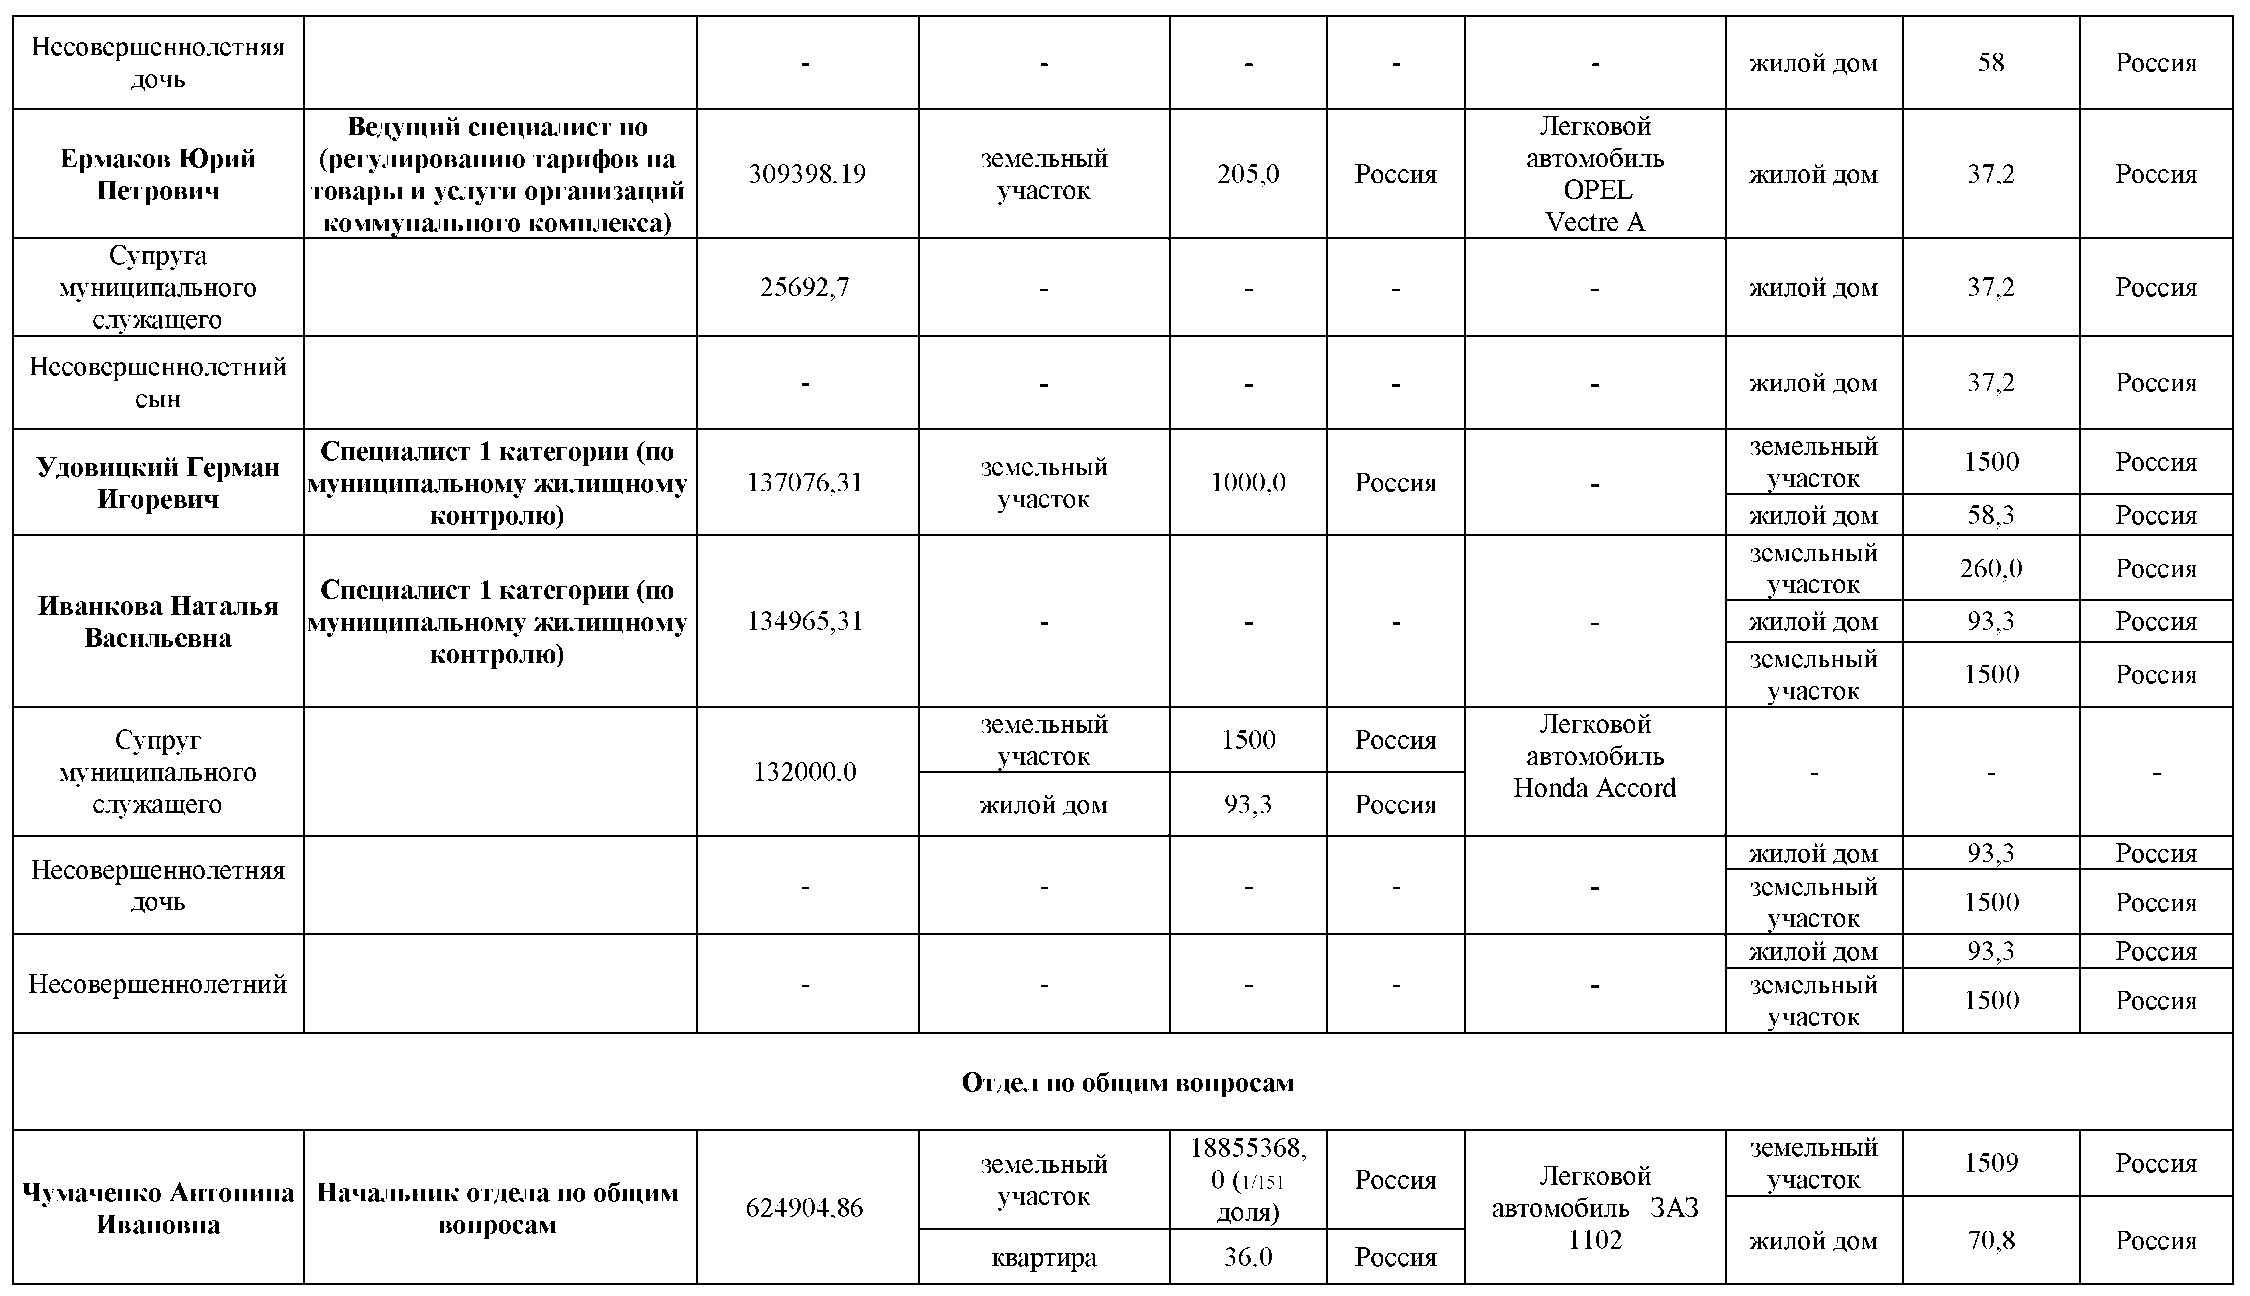 Несовершеннолетняя
дочь
- - - - - жилой дом 58 Россия
Ермаков Юрий
Петрович
Ведущий специалист по
(регулированию тарифов на
товары и услуги организаций
коммунального комплекса)
309398.19
земельный
участок
205,0 Россия
Легковой
автомобиль
OPEL
Vectre A
жилой дом 37,2 Россия
Супруга
муниципального
служащего
25692,7 - - - - жилой дом 37,2 Россия
Несовершеннолетний
сын
- - - - - жилой дом 37,2 Россия
Удовицкий Герман
Игоревич
Специалист 1 категории (по
муниципальному жилищному
контролю)
137076,31
земельный
участок
1000,0 Россия -
земельный
участок
1500 Россия
жилой дом 58,3 Россия
Иванкова Наталья
Васильевна
Специалист 1 категории (по
муниципальному жилищному
контролю)
134965,31 - - - -
земельный
участок
260,0 Россия
жилой дом 93,3 Россия
земельный
участок
1500 Россия
Супруг
муниципального
служащего
132000.0
земельный
участок
1500 Россия
жилой дом 93,3 Россия
Легковой
автомобиль
Honda Accord
- - -
Несовершеннолетняя
дочь
- - - - -
жилой дом 93,3 Россия
земельный
участок
1500 Россия
Несовершеннолетний
- - - - -
жилой дом 93,3 Россия
земельный
участок
1500 Россия
Отдел по общим вопросам
Чумаченко Антонина
Ивановна
Начальник отдела по общим
вопросам
624904.86
земельный
участок
18855368,
0 (1/151
доля)
Россия
квартира 36.0 Россия
Легковой
автомобиль ЗАЗ
1102
земельный
участок
1509 Россия
жилой дом 70,8 Россия